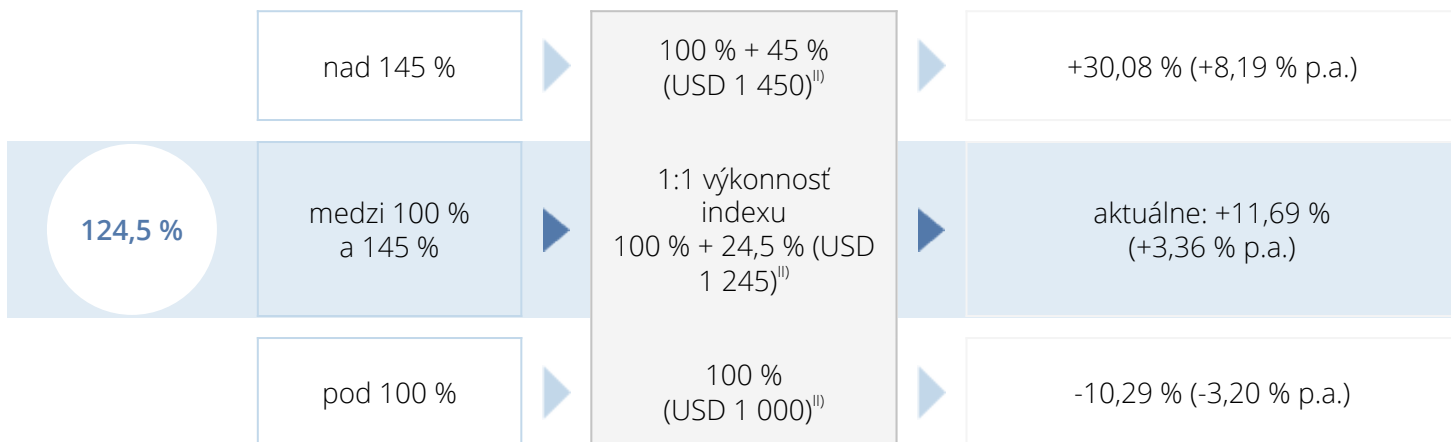 nad 145 %
100 % + 45 %
(USD 1 450)II)
+30,08 % (+8,19 % p.a.)
124,5 %
medzi 100 %
a 145 %
1:1 výkonnosť
indexu
100 % + 24,5 % (USD
1 245)II)
aktuálne: +11,69 %
(+3,36 % p.a.)
pod 100 %
100 %
(USD 1 000)II)
-10,29 % (-3,20 % p.a.)